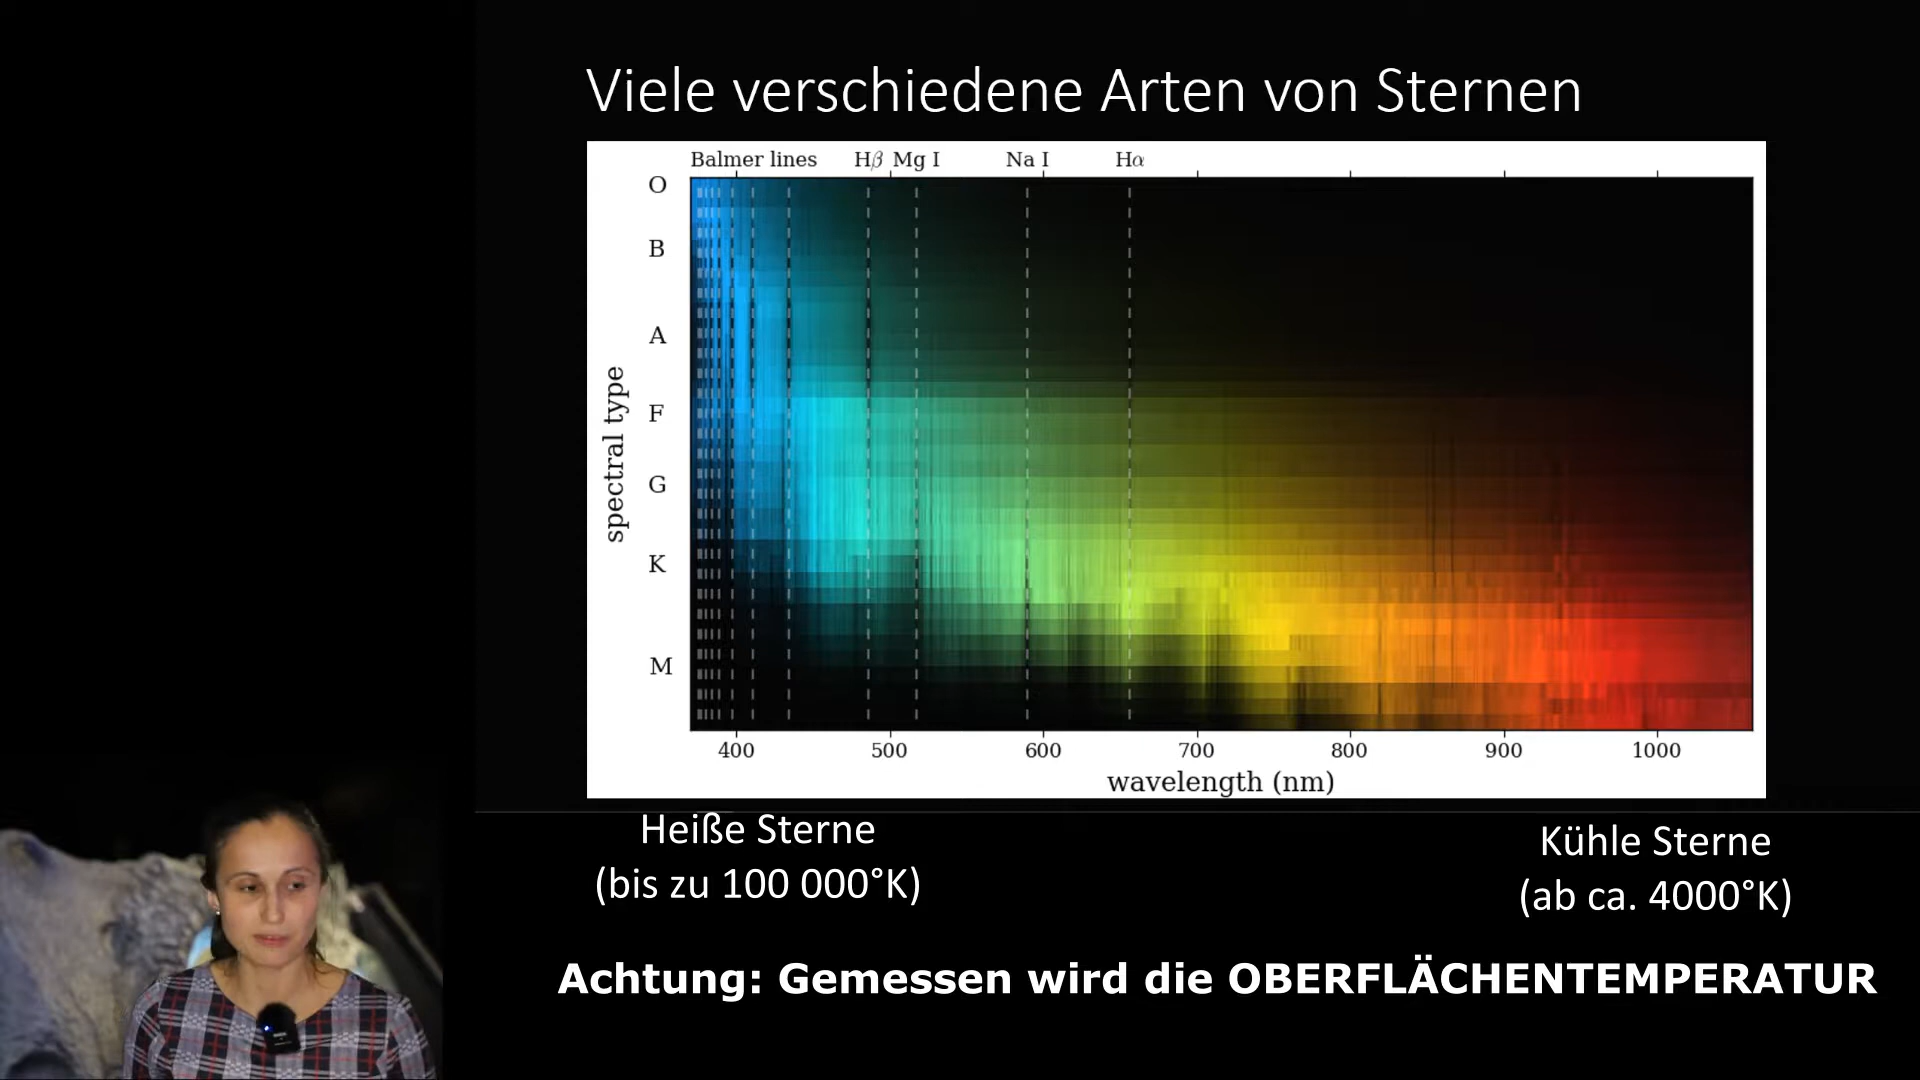 Viele verschiedene Arten von Sternen
Balmer lines Hβ Mg I Na I Hα
O
B
A
F
G
K
M
spectral type
400 500 600 700 800 900 1000
wavelength (nm)
Heiße Sterne
(bis zu 100 000°K)
Kühle Sterne
(ab ca. 4000°K)
Achtung: Gemessen wird die OBERFLÄCHENTEMPERATUR